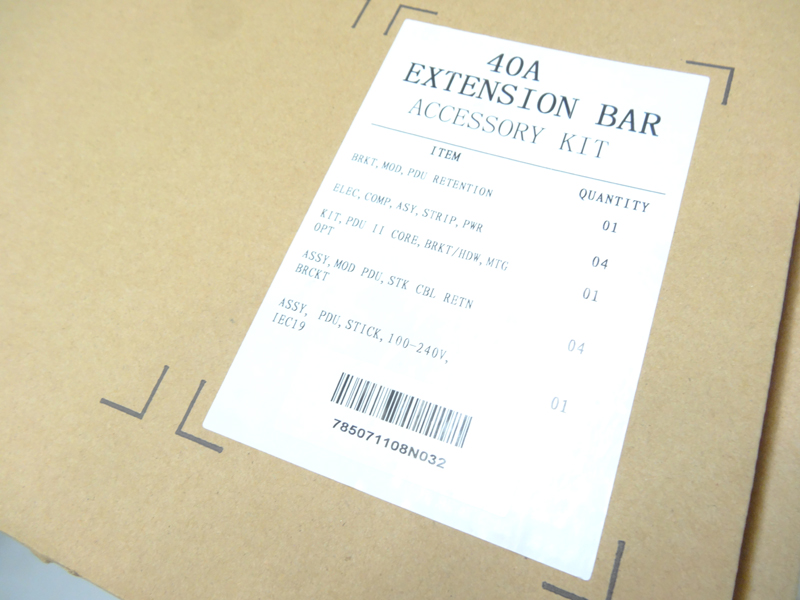 40A
EXTENSION BAR
ACCESSORY KIT
ITEM QUANTITY
BRKT, MOD, PDU RETENTION 01
ELEC, COMP, ASY, STRIP, PWR 04
KIT, PDU II CORE, BRKT/HDW, MTG 01
OPT
ASSY, MOD PDU, STK CBL RETN 04
BRCKT
ASSY, PDU, STICK, 100-240V, 01
IEC19
785071108N032